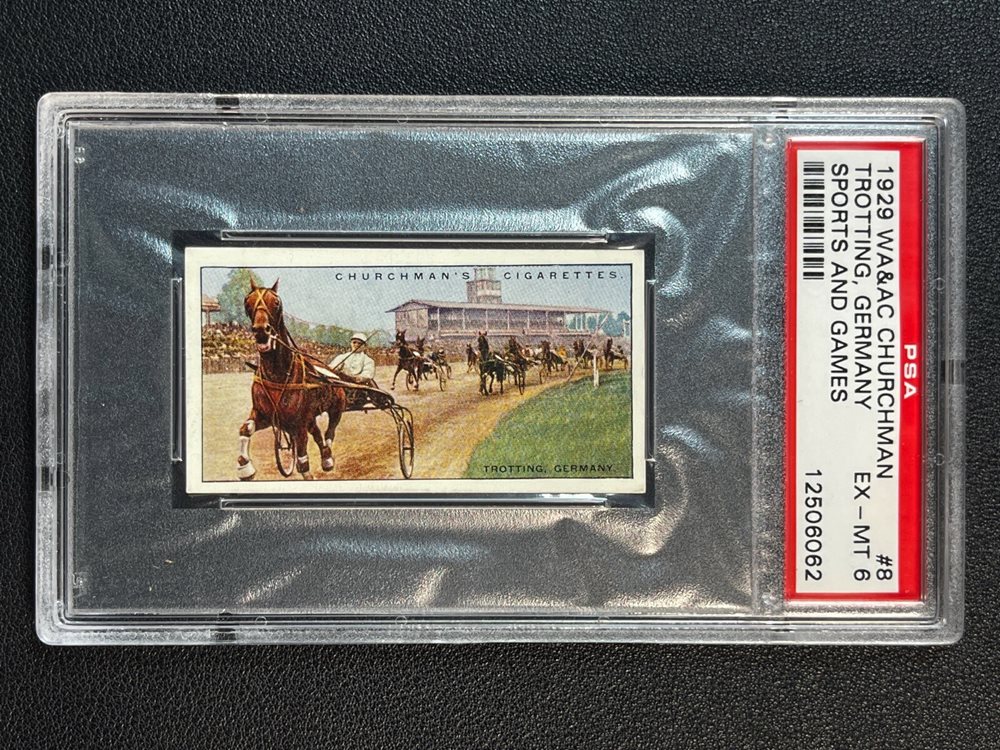 CHURCHMAN'S CIGARETTES.
TROTTING, GERMANY.
1929 WA&AC CHURCHMAN #8
TROTTING, GERMANY EX-MT 6
SPORTS AND GAMES 12506062
PSA